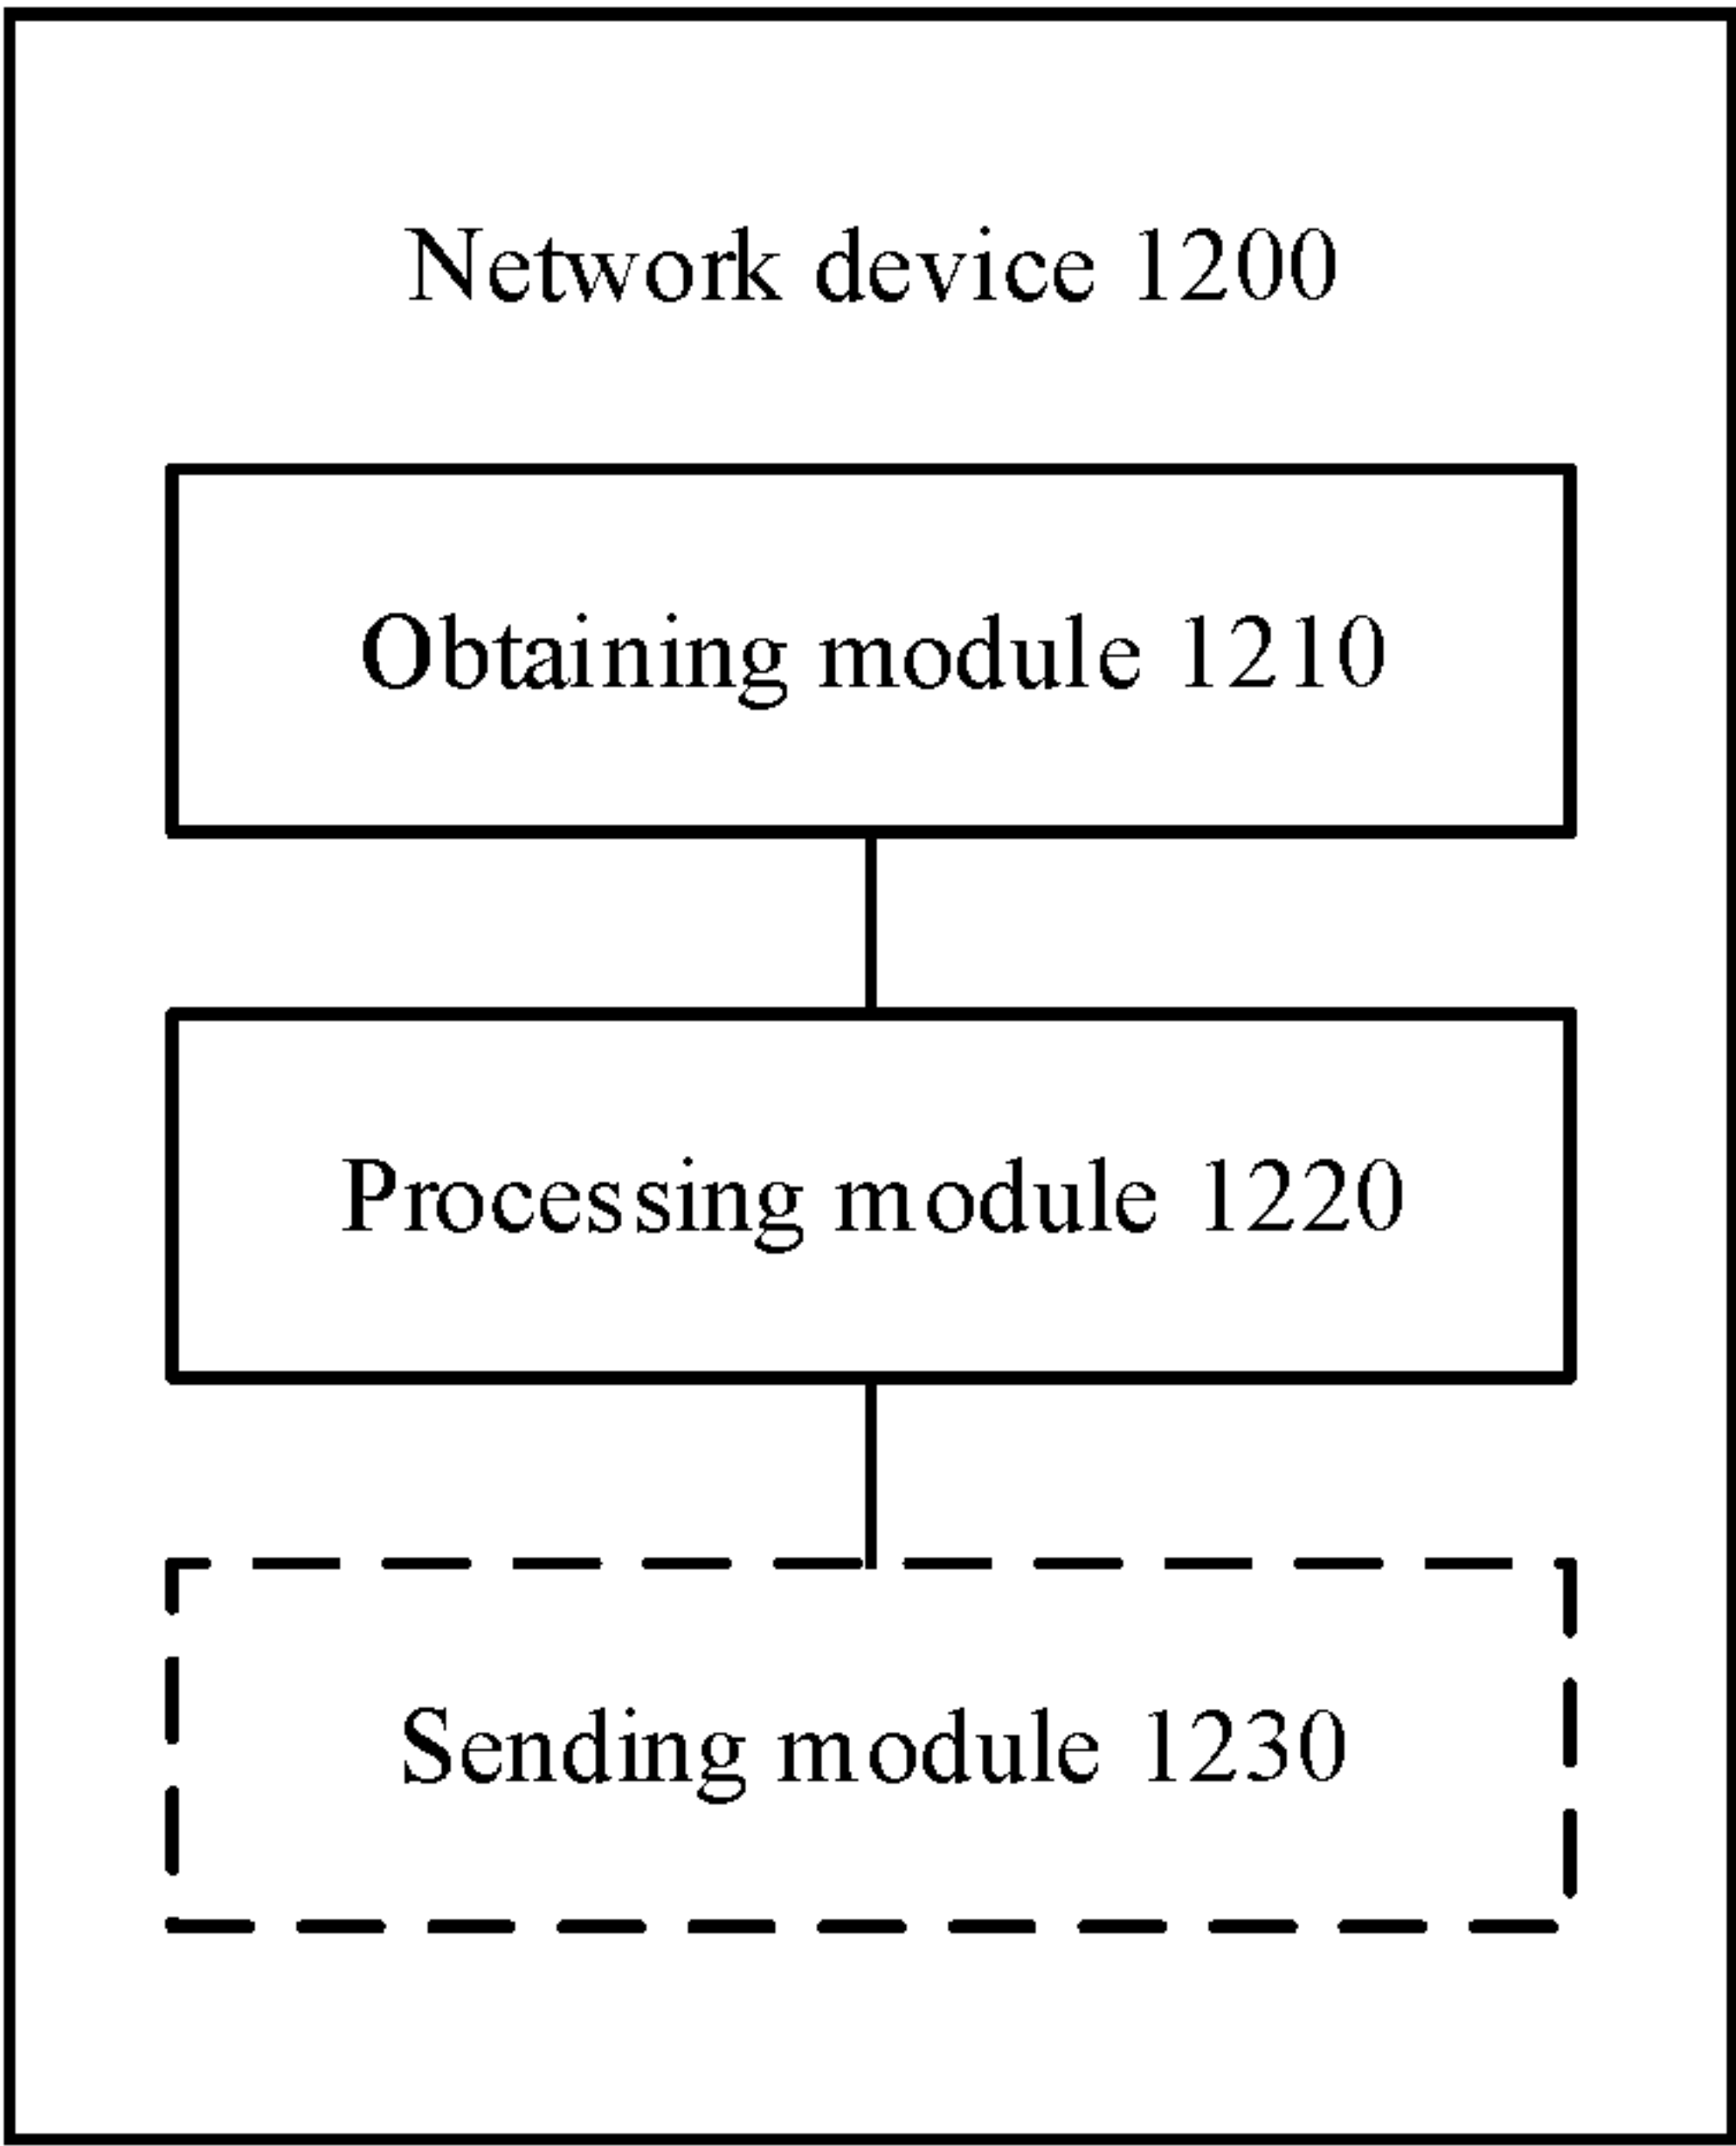 Network device 1200
Obtaining module 1210
Processing module 1220
Sending module 1230